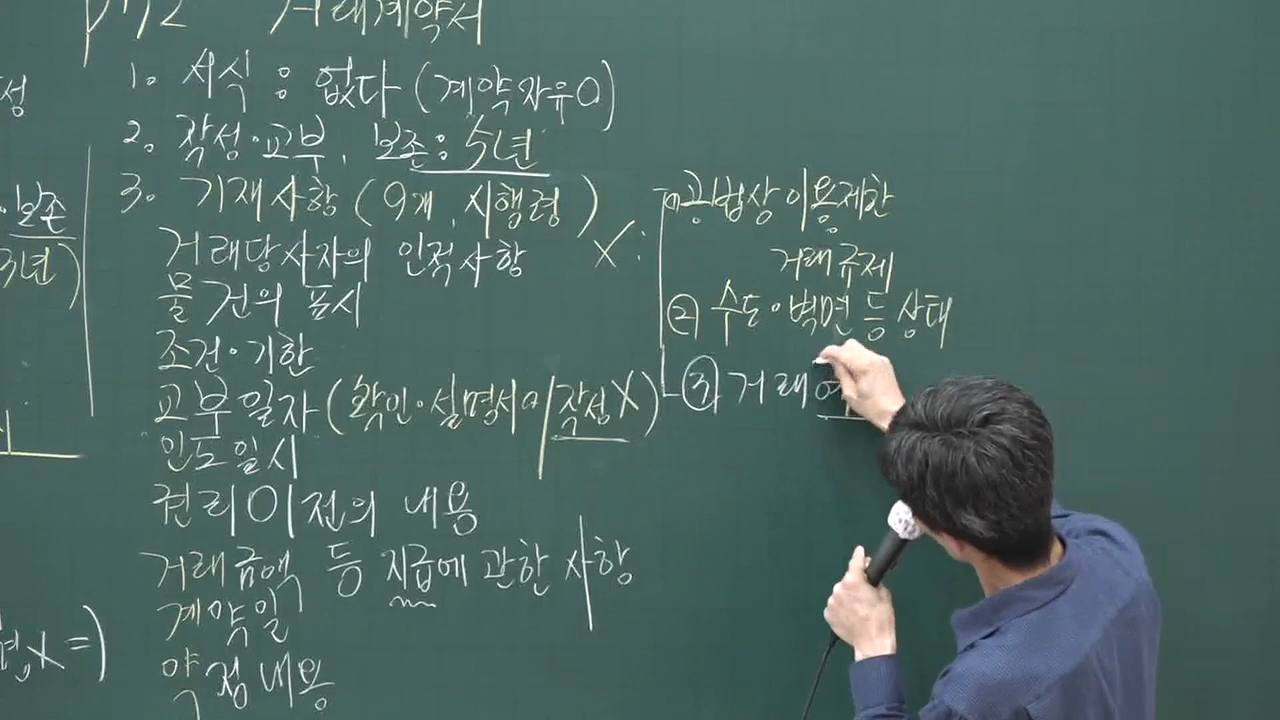 거래계약서
1. 서식 : 없다 (계약자유O)
2. 작성·교부, 보존: 5년
3. 기재사항 (9개, 시행령)
거래당사자의 인적사항
물건의 표시
조건·기한
교부일자 (확인·설명서 작성X)
인도일시
권리이전의 내용
거래금액 등 지급에 관한 사항
계약일
약정내용
X:
공법상 이용제한
거래규제
② 수도·벽면 등 상태
③ 거래예
성
보존
3년)
X=)